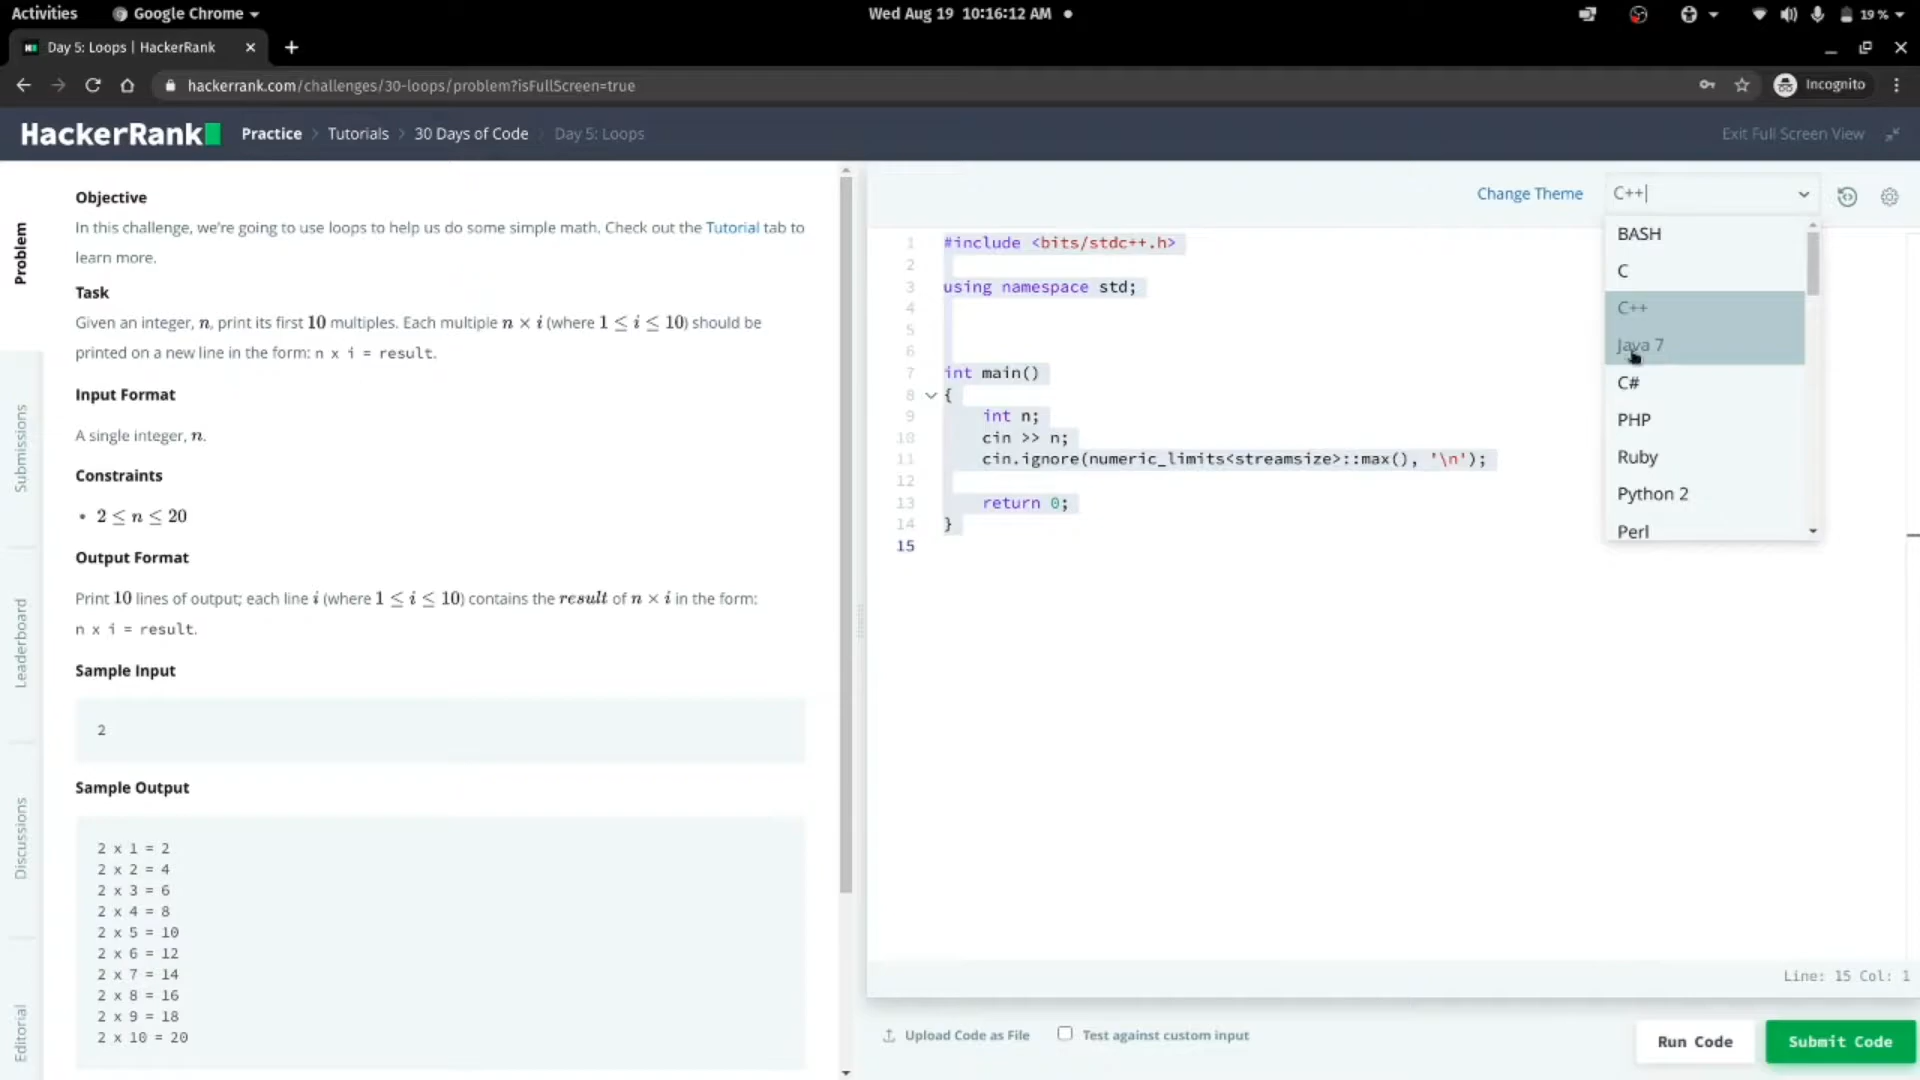 Activities
Google Chrome
Wed Aug 19 10:16:12 AM
19 %
Day 5: Loops | HackerRank
hackerrank.com/challenges/30-loops/problem?isFullScreen=true
Incognito
HackerRank
Practice
Tutorials
30 Days of Code
Day 5: Loops
Exit Full Screen View
Problem
Submissions
Leaderboard
Discussions
Editorial
Objective
In this challenge, we're going to use loops to help us do some simple math. Check out the Tutorial tab to
learn more.
Task
Given an integer, n, print its first 10 multiples. Each multiple n × i (where 1 ≤ i ≤ 10) should be
printed on a new line in the form: n x i = result.
Input Format
A single integer, n.
Constraints
• 2 ≤ n ≤ 20
Output Format
Print 10 lines of output; each line i (where 1 ≤ i ≤ 10) contains the result of n × i in the form:
n x i = result.
Sample Input
2
Sample Output
2 x 1 = 2
2 x 2 = 4
2 x 3 = 6
2 x 4 = 8
2 x 5 = 10
2 x 6 = 12
2 x 7 = 14
2 x 8 = 16
2 x 9 = 18
2 x 10 = 20
Change Theme
C++
BASH
C
C++
Java 7
C#
PHP
Ruby
Python 2
Perl
1 #include <bits/stdc++.h>
2
3 using namespace std;
4
5
6
7 int main()
8 {
9 int n;
10 cin >> n;
11 cin.ignore(numeric_limits<streamsize>::max(), '\n');
12
13 return 0;
14 }
15
Line: 15 Col: 1
Upload Code as File
Test against custom input
Run Code
Submit Code